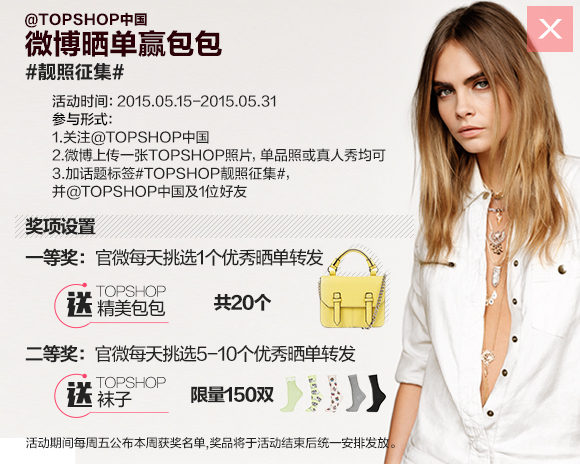 @TOPSHOP中国
微博晒单赢包包
#靓照征集#
活动时间: 2015.05.15-2015.05.31
参与形式:
1.关注@TOPSHOP中国
2.微博上传一张TOPSHOP照片, 单品照或真人秀均可
3.加话题标签#TOPSHOP靓照征集#,
并@TOPSHOP中国及1位好友
奖项设置
一等奖: 官微每天挑选1个优秀晒单转发
送 TOPSHOP
精美包包
共20个
二等奖: 官微每天挑选5-10个优秀晒单转发
送 TOPSHOP
袜子
限量150双
活动期间每周五公布本周获奖名单,奖品将于活动结束后统一安排发放。